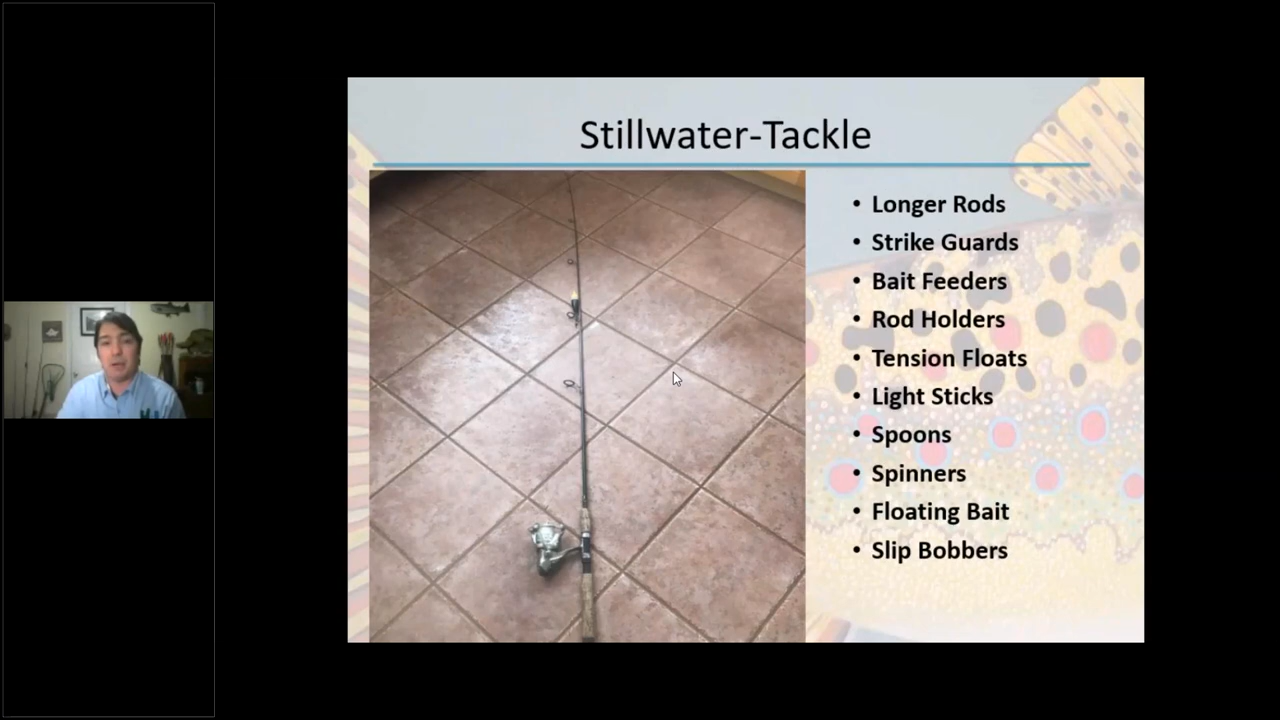 Stillwater-Tackle
• Longer Rods
• Strike Guards
• Bait Feeders
• Rod Holders
• Tension Floats
• Light Sticks
• Spoons
• Spinners
• Floating Bait
• Slip Bobbers